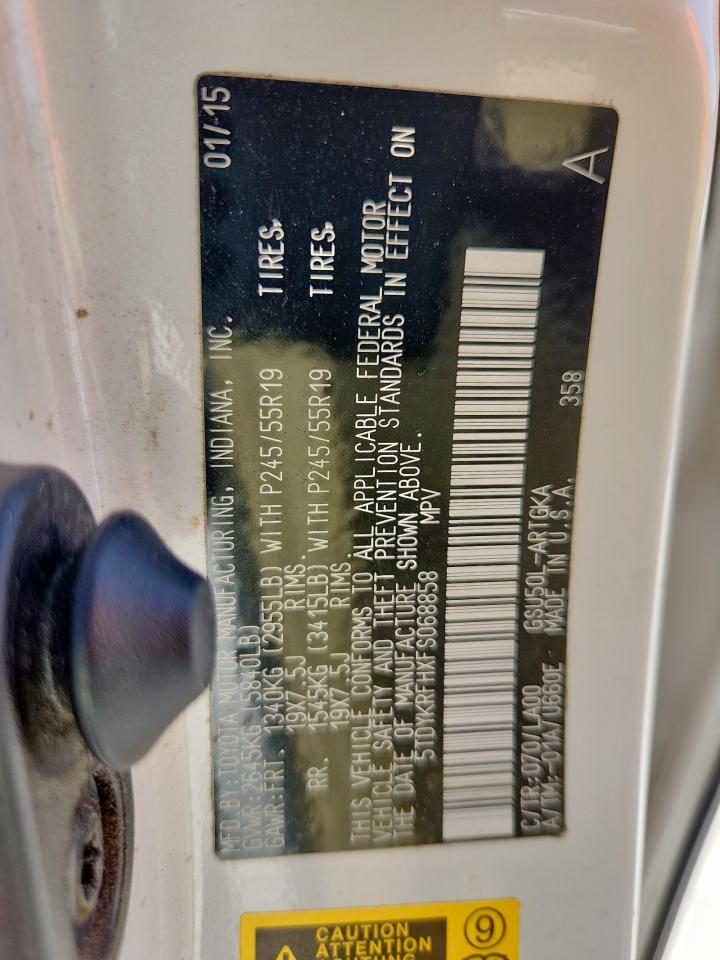 MFD BY:TOYOTA MOTOR MANUFACTURING, INDIANA, INC. 01/15
GVWR:2645KG (5840LB)
GAWR:FRT. 1340KG (2955LB) WITH P245/55R19 TIRES,
19X7.5J RIMS.
RR. 1545KG (3415LB) WITH P245/55R19 TIRES,
19X7.5J RIMS.
THIS VEHICLE CONFORMS TO ALL APPLICABLE FEDERAL MOTOR
VEHICLE SAFETY AND THEFT PREVENTION STANDARDS IN EFFECT ON
THE DATE OF MANUFACTURE SHOWN ABOVE.
5TDYKRFHXFS068858 MPV
C/TR:070/LA00 GSU50L-ARTGKA 358 A
A/TM:-01A/U660E MADE IN U.S.A.
CAUTION
ATTENTION
ACHTUNG
9